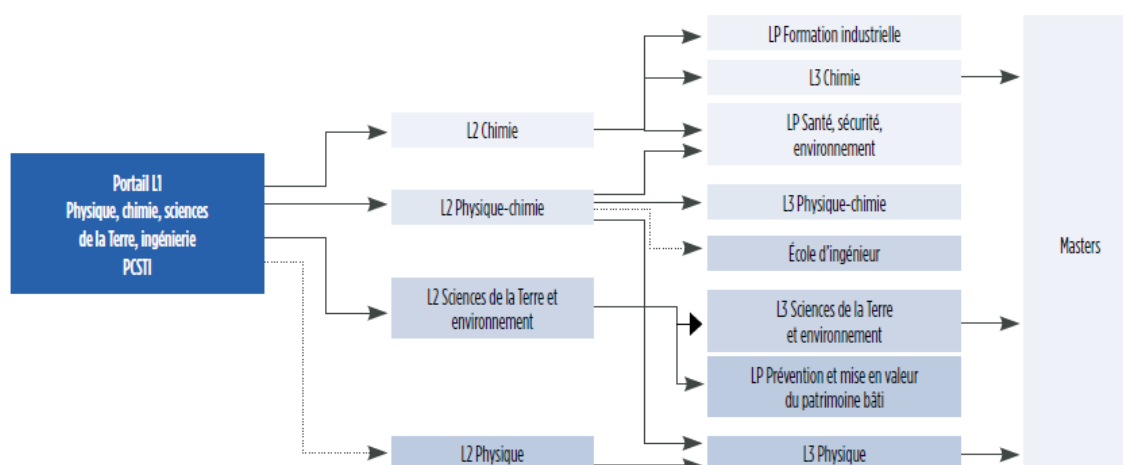 Portail L1
Physique, chimie, sciences
de la Terre, ingénierie
PCSTI
L2 Chimie
L2 Physique-chimie
L2 Sciences de la Terre et
environnement
L2 Physique
LP Formation industrielle
L3 Chimie
LP Santé, sécurité,
environnement
L3 Physique-chimie
École d'ingénieur
L3 Sciences de la Terre
et environnement
LP Prévention et mise en valeur
du patrimoine bâti
L3 Physique
Masters